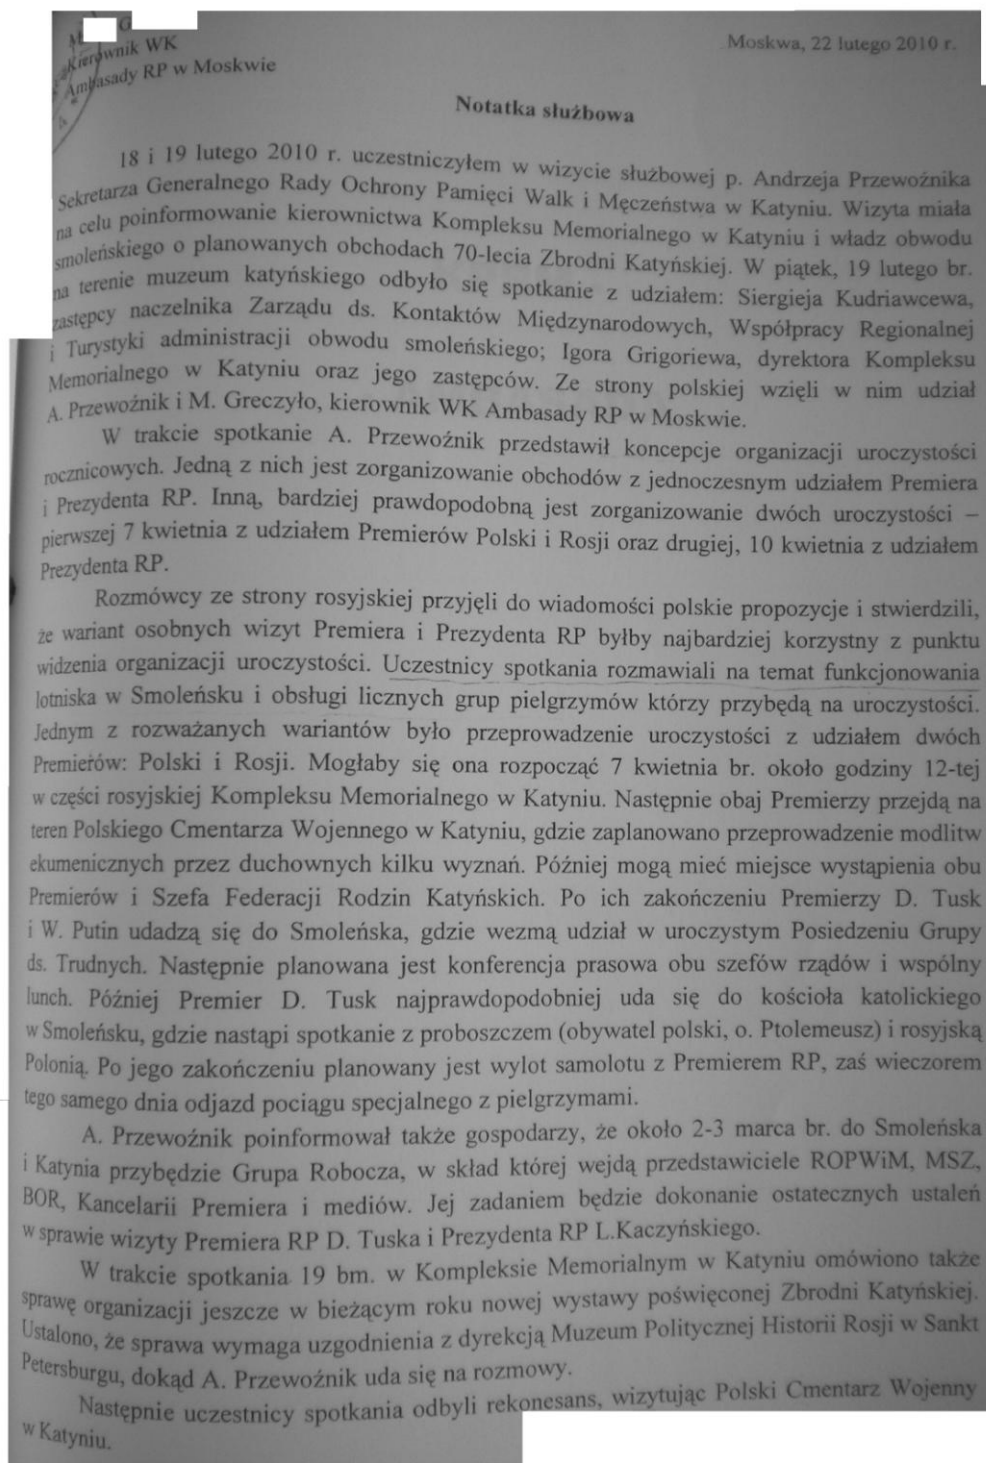 Kierownik WK
Ambasady RP w Moskwie
Moskwa, 22 lutego 2010 r.
Notatka służbowa
18 i 19 lutego 2010 r. uczestniczyłem w wizycie służbowej p. Andrzeja Przewoźnika
Sekretarza Generalnego Rady Ochrony Pamięci Walk i Męczeństwa w Katyniu. Wizyta miała
na celu poinformowanie kierownictwa Kompleksu Memorialnego w Katyniu i władz obwodu
smoleńskiego o planowanych obchodach 70-lecia Zbrodni Katyńskiej. W piątek, 19 lutego br.
na terenie muzeum katyńskiego odbyło się spotkanie z udziałem: Siergieja Kudriawcewa,
zastępcy naczelnika Zarządu ds. Kontaktów Międzynarodowych, Współpracy Regionalnej
i Turystyki administracji obwodu smoleńskiego; Igora Grigoriewa, dyrektora Kompleksu
Memorialnego w Katyniu oraz jego zastępców. Ze strony polskiej wzięli w nim udział
A. Przewoźnik i M. Greczyło, kierownik WK Ambasady RP w Moskwie.
W trakcie spotkanie A. Przewoźnik przedstawił koncepcje organizacji uroczystości
rocznicowych. Jedną z nich jest zorganizowanie obchodów z jednoczesnym udziałem Premiera
i Prezydenta RP. Inną, bardziej prawdopodobną jest zorganizowanie dwóch uroczystości –
pierwszej 7 kwietnia z udziałem Premierów Polski i Rosji oraz drugiej, 10 kwietnia z udziałem
Prezydenta RP.
Rozmówcy ze strony rosyjskiej przyjęli do wiadomości polskie propozycje i stwierdzili,
że wariant osobnych wizyt Premiera i Prezydenta RP byłby najbardziej korzystny z punktu
widzenia organizacji uroczystości. Uczestnicy spotkania rozmawiali na temat funkcjonowania
lotniska w Smoleńsku i obsługi licznych grup pielgrzymów którzy przybędą na uroczystości.
Jednym z rozważanych wariantów było przeprowadzenie uroczystości z udziałem dwóch
Premierów: Polski i Rosji. Mogłaby się ona rozpocząć 7 kwietnia br. około godziny 12-tej
w części rosyjskiej Kompleksu Memorialnego w Katyniu. Następnie obaj Premierzy przejdą na
teren Polskiego Cmentarza Wojennego w Katyniu, gdzie zaplanowano przeprowadzenie modlitw
ekumenicznych przez duchownych kilku wyznań. Później mogą mieć miejsce wystąpienia obu
Premierów i Szefa Federacji Rodzin Katyńskich. Po ich zakończeniu Premierzy D. Tusk
i W. Putin udadzą się do Smoleńska, gdzie wezmą udział w uroczystym Posiedzeniu Grupy
ds. Trudnych. Następnie planowana jest konferencja prasowa obu szefów rządów i wspólny
lunch. Później Premier D. Tusk najprawdopodobniej uda się do kościoła katolickiego
w Smoleńsku, gdzie nastąpi spotkanie z proboszczem (obywatel polski, o. Ptolemeusz) i rosyjską
Polonią. Po jego zakończeniu planowany jest wylot samolotu z Premierem RP, zaś wieczorem
tego samego dnia odjazd pociągu specjalnego z pielgrzymami.
A. Przewoźnik poinformował także gospodarzy, że około 2-3 marca br. do Smoleńska
i Katynia przybędzie Grupa Robocza, w skład której wejdą przedstawiciele ROPWiM, MSZ,
BOR, Kancelarii Premiera i mediów. Jej zadaniem będzie dokonanie ostatecznych ustaleń
w sprawie wizyty Premiera RP D. Tuska i Prezydenta RP L.Kaczyńskiego.
W trakcie spotkania 19 bm. w Kompleksie Memorialnym w Katyniu omówiono także
sprawę organizacji jeszcze w bieżącym roku nowej wystawy poświęconej Zbrodni Katyńskiej.
Ustalono, że sprawa wymaga uzgodnienia z dyrekcją Muzeum Politycznej Historii Rosji w Sankt
Petersburgu, dokąd A. Przewoźnik uda się na rozmowy.
Następnie uczestnicy spotkania odbyli rekonesans, wizytując Polski Cmentarz Wojenny
w Katyniu.